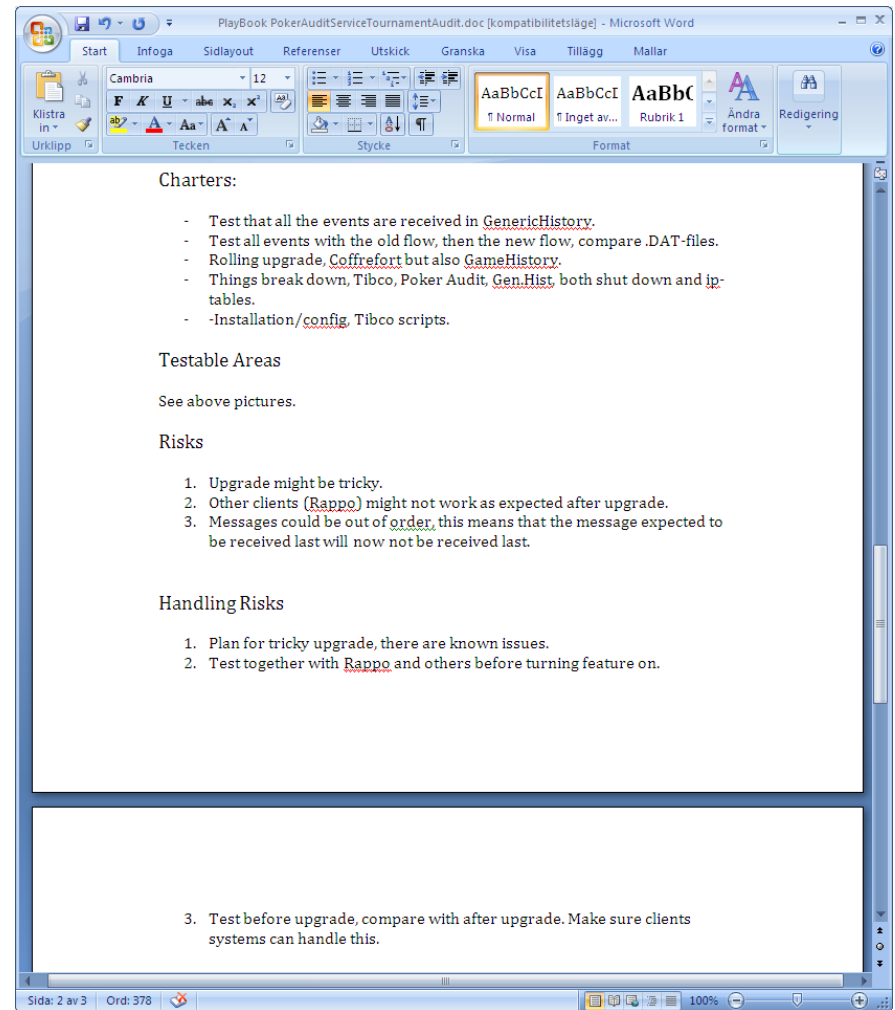 PlayBook PokerAuditServiceTournamentAudit.doc [kompatibilitetsläge] - Microsoft Word
Start Infoga Sidlayout Referenser Utskick Granska Visa Tillägg Mallar
Klistra in
Urklipp
Cambria 12
F K U abe X₂ X² Aa
ab A Aa A A
Tecken
Stycke
AaBbCcI AaBbCcI AaBb(
¶ Normal ¶ Inget av... Rubrik 1
Ändra format
Format
Redigering
Charters:
- Test that all the events are received in GenericHistory.
- Test all events with the old flow, then the new flow, compare .DAT-files.
- Rolling upgrade, Coffrefort but also GameHistory.
- Things break down, Tibco, Poker Audit, Gen.Hist, both shut down and ip-
tables.
- -Installation/config, Tibco scripts.
Testable Areas
See above pictures.
Risks
1. Upgrade might be tricky.
2. Other clients (Rappo) might not work as expected after upgrade.
3. Messages could be out of order, this means that the message expected to
be received last will now not be received last.
Handling Risks
1. Plan for tricky upgrade, there are known issues.
2. Test together with Rappo and others before turning feature on.
3. Test before upgrade, compare with after upgrade. Make sure clients
systems can handle this.
Sida: 2 av 3 Ord: 378 100%